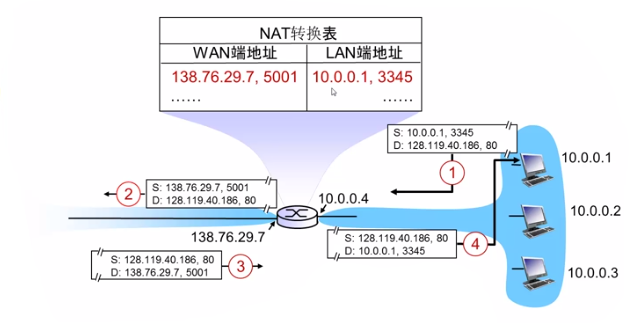 NAT转换表
WAN端地址 LAN端地址
138.76.29.7, 5001 10.0.0.1, 3345
...... ......
S: 10.0.0.1, 3345
D: 128.119.40.186, 80
1
10.0.0.1
2
S: 138.76.29.7, 5001
D: 128.119.40.186, 80
10.0.0.4
10.0.0.2
138.76.29.7
S: 128.119.40.186, 80
D: 10.0.0.1, 3345
4
S: 128.119.40.186, 80
D: 138.76.29.7, 5001
3
10.0.0.3